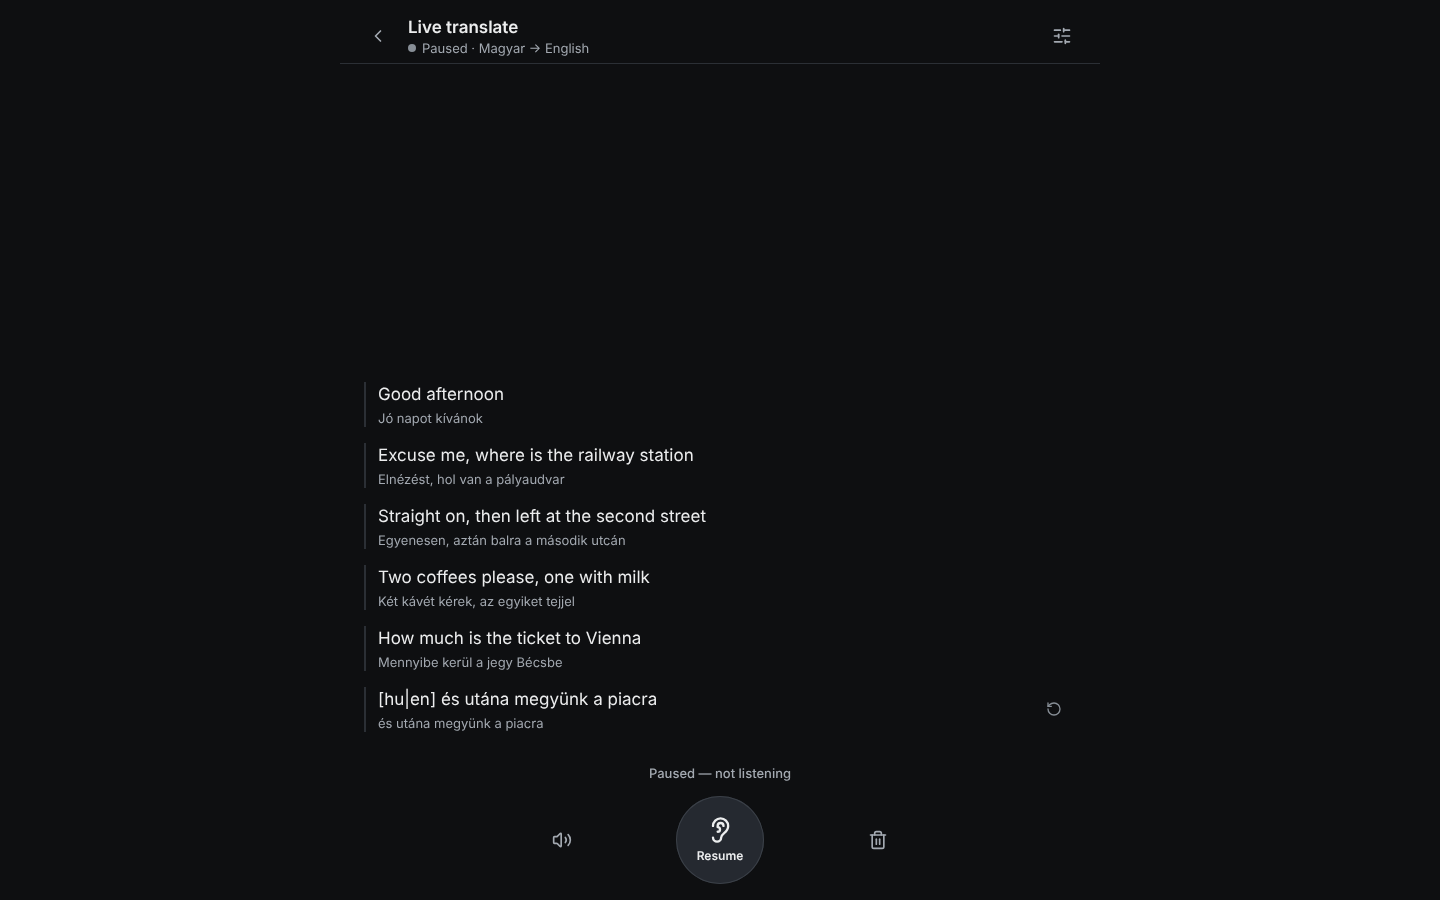 Live translate
Paused · Magyar → English
Good afternoon
Jó napot kívánok
Excuse me, where is the railway station
Elnézést, hol van a pályaudvar
Straight on, then left at the second street
Egyenesen, aztán balra a második utcán
Two coffees please, one with milk
Két kávét kérek, az egyiket tejjel
How much is the ticket to Vienna
Mennyibe kerül a jegy Bécsbe
[hu|en] és utána megyünk a piacra
és utána megyünk a piacra
Paused — not listening
Resume